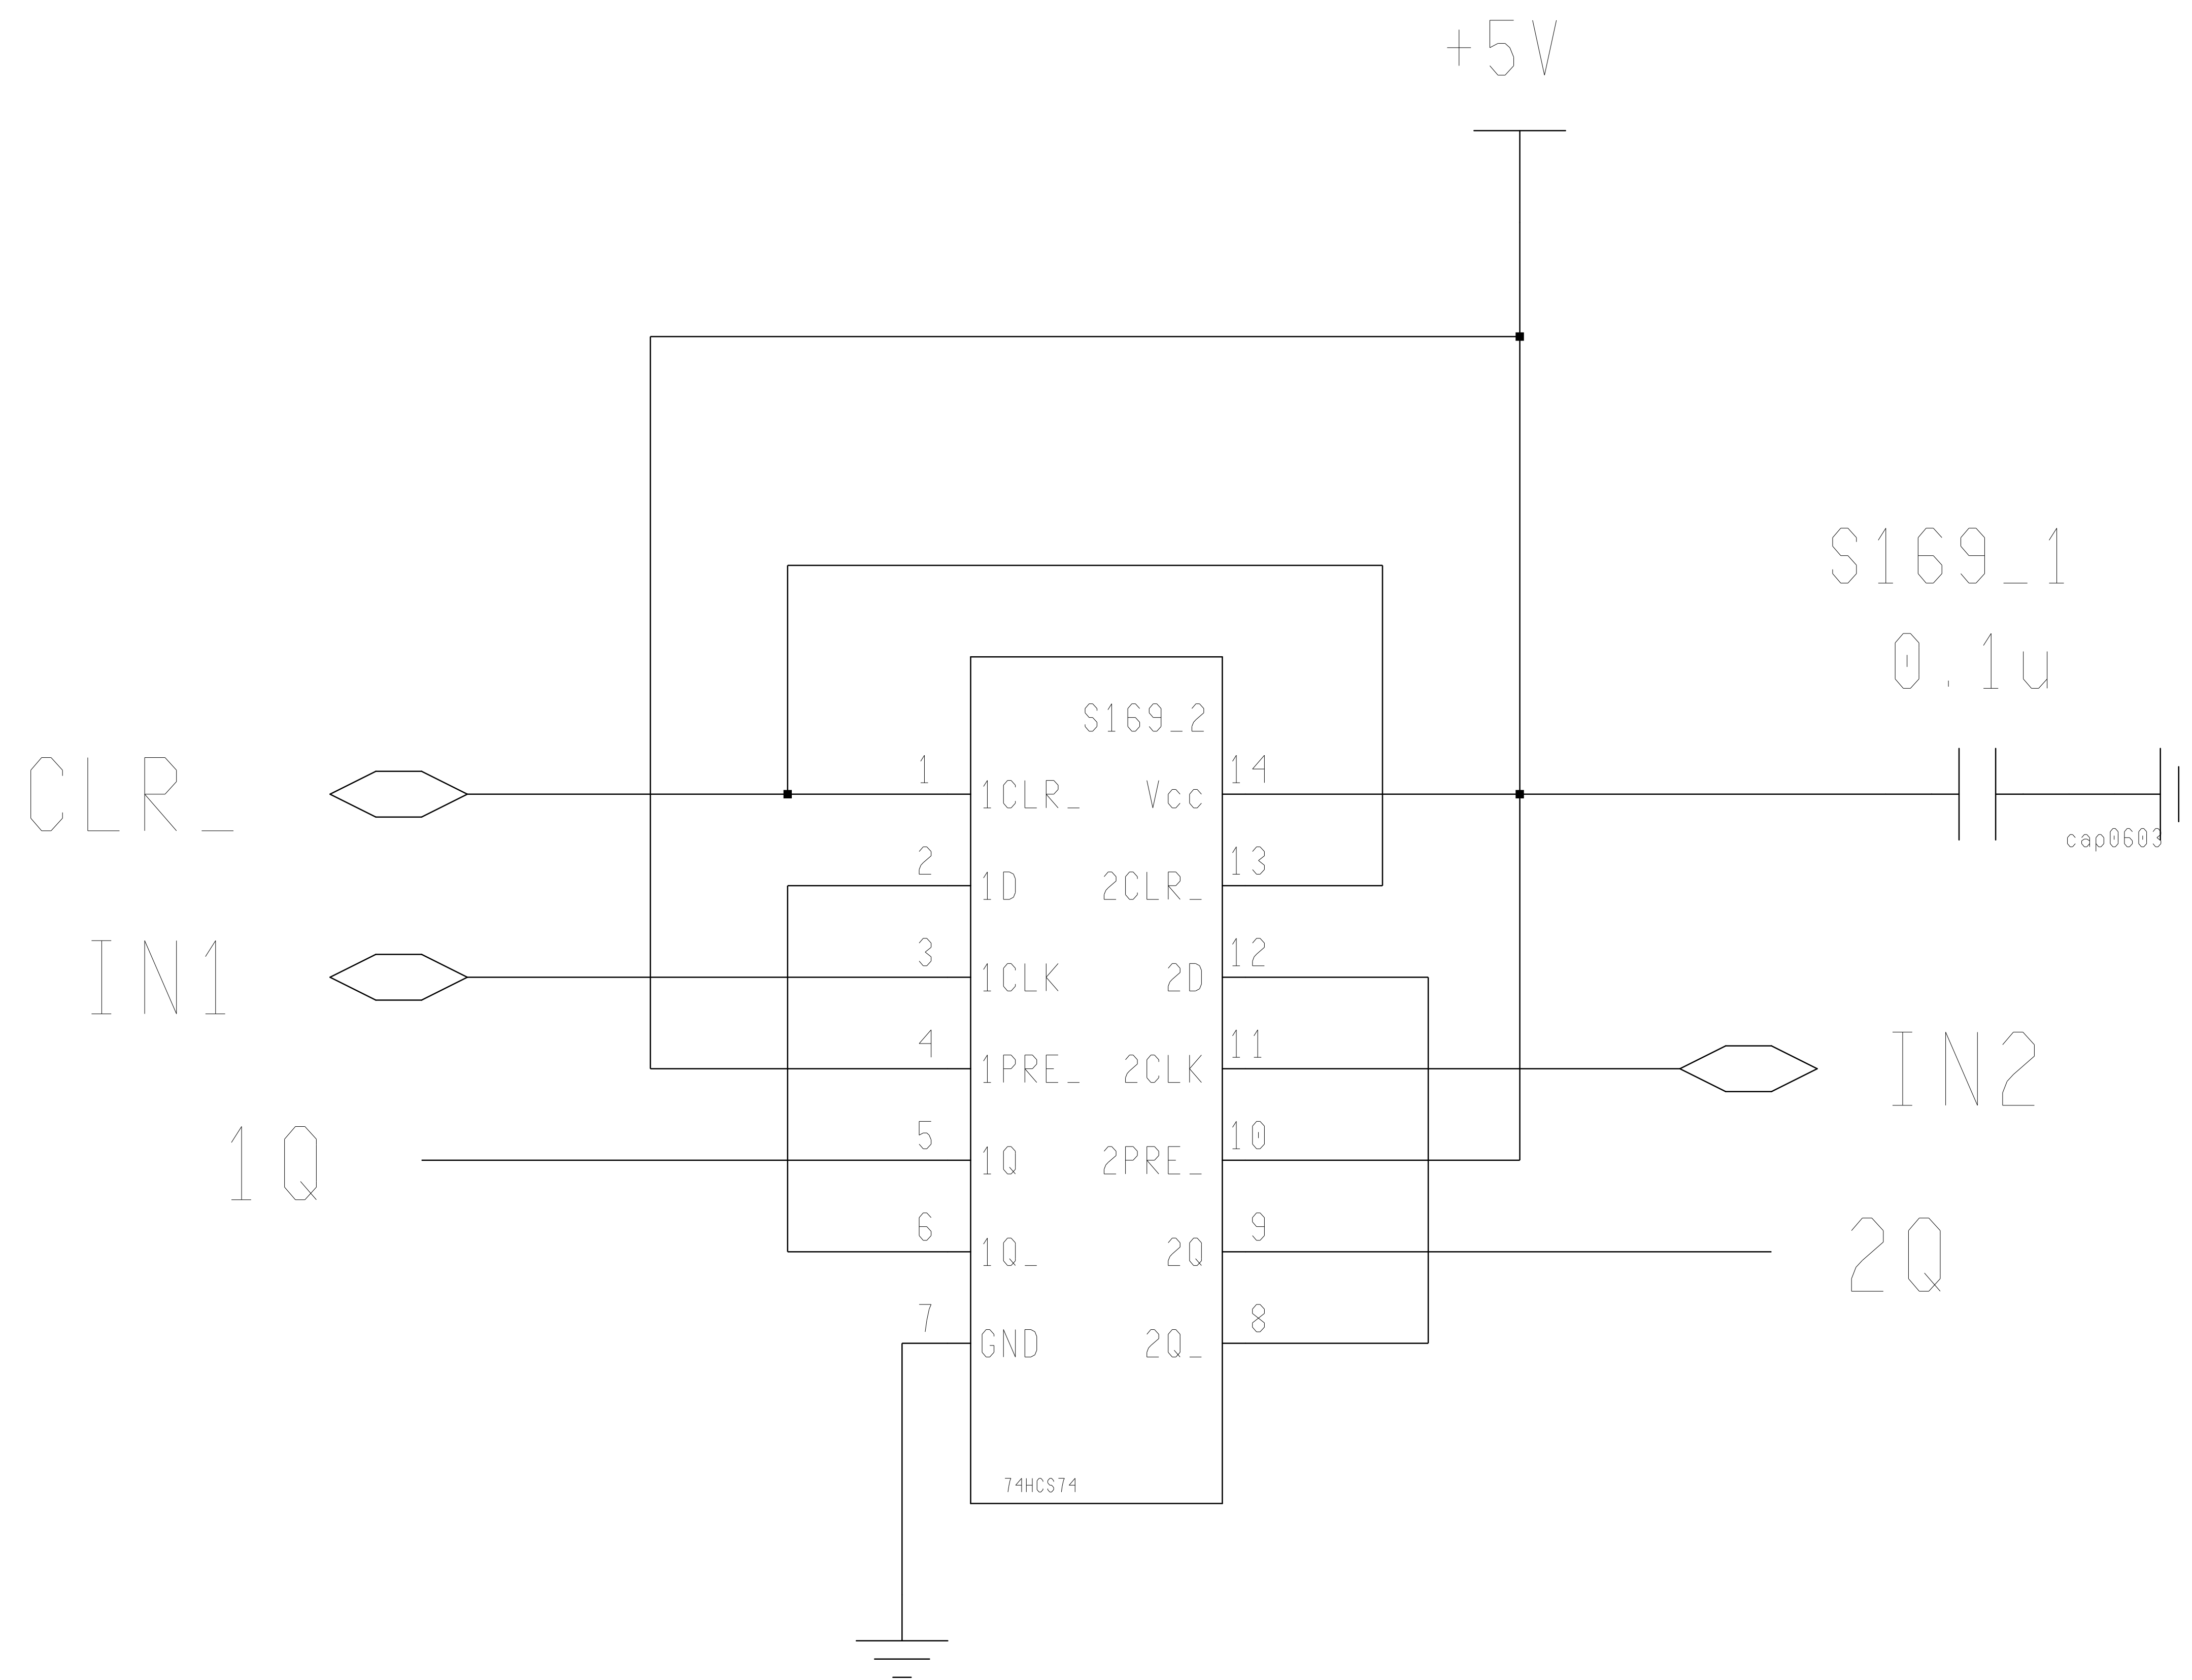 +5V
S169_1
0.1u
S169_2
CLR_
1
1CLR_
Vcc
14
cap0603
2
1D
2CLR_
13
IN1
3
1CLK
2D
12
4
1PRE_
2CLK
11
IN2
1Q
5
1Q
2PRE_
10
6
1Q_
2Q
9
2Q
7
GND
2Q_
8
74HCS74